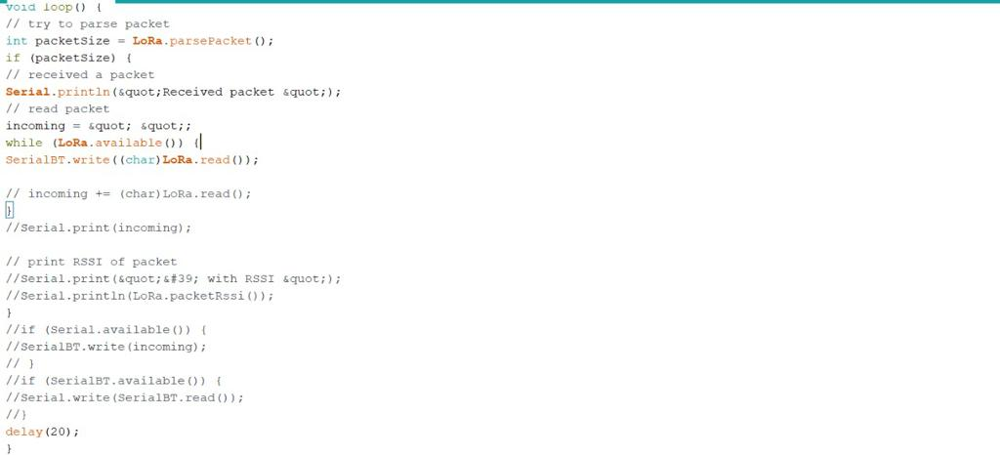 void loop() {
// try to parse packet
int packetSize = LoRa.parsePacket();
if (packetSize) {
// received a packet
Serial.println(&quot;Received packet &quot;);
// read packet
incoming = &quot; &quot;;
while (LoRa.available()) {
SerialBT.write((char)LoRa.read());
// incoming += (char)LoRa.read();
}
//Serial.print(incoming);
// print RSSI of packet
//Serial.print(&quot;&#39; with RSSI &quot;);
//Serial.println(LoRa.packetRssi());
}
//if (Serial.available()) {
//SerialBT.write(incoming);
// }
//if (SerialBT.available()) {
//Serial.write(SerialBT.read());
//}
delay(20);
}